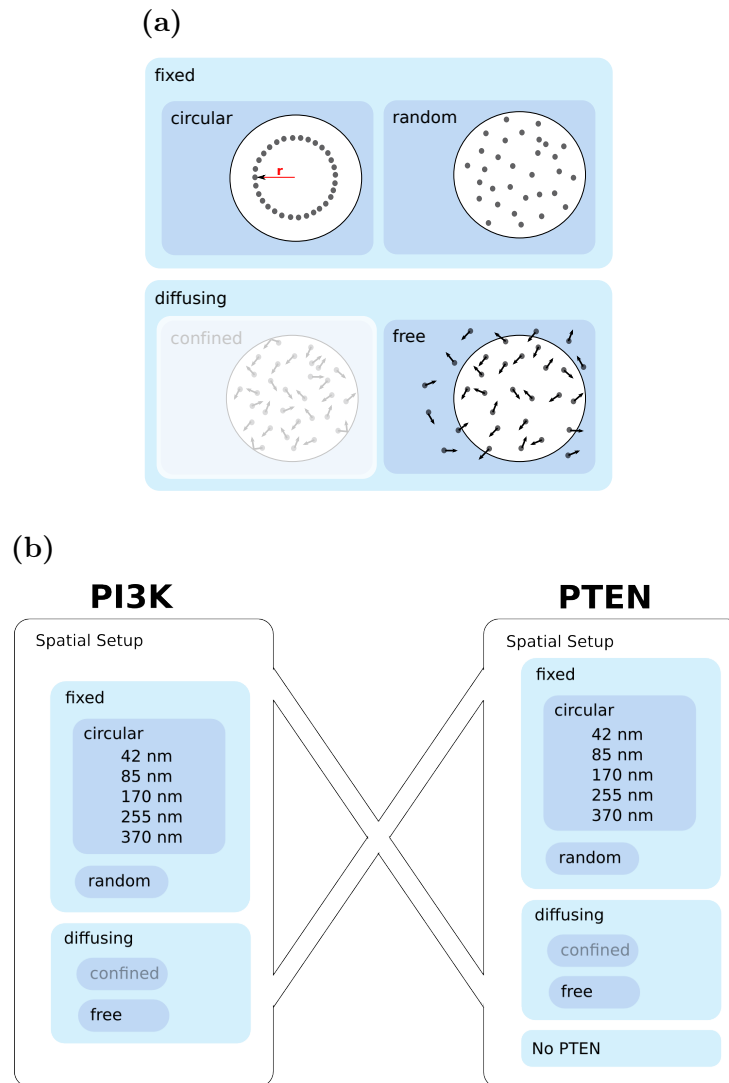 (a)
fixed
circular
r
random
diffusing
confined
free
(b)
PI3K
Spatial Setup
fixed
circular
42 nm
85 nm
170 nm
255 nm
370 nm
random
diffusing
confined
free
PTEN
Spatial Setup
fixed
circular
42 nm
85 nm
170 nm
255 nm
370 nm
random
diffusing
confined
free
No PTEN